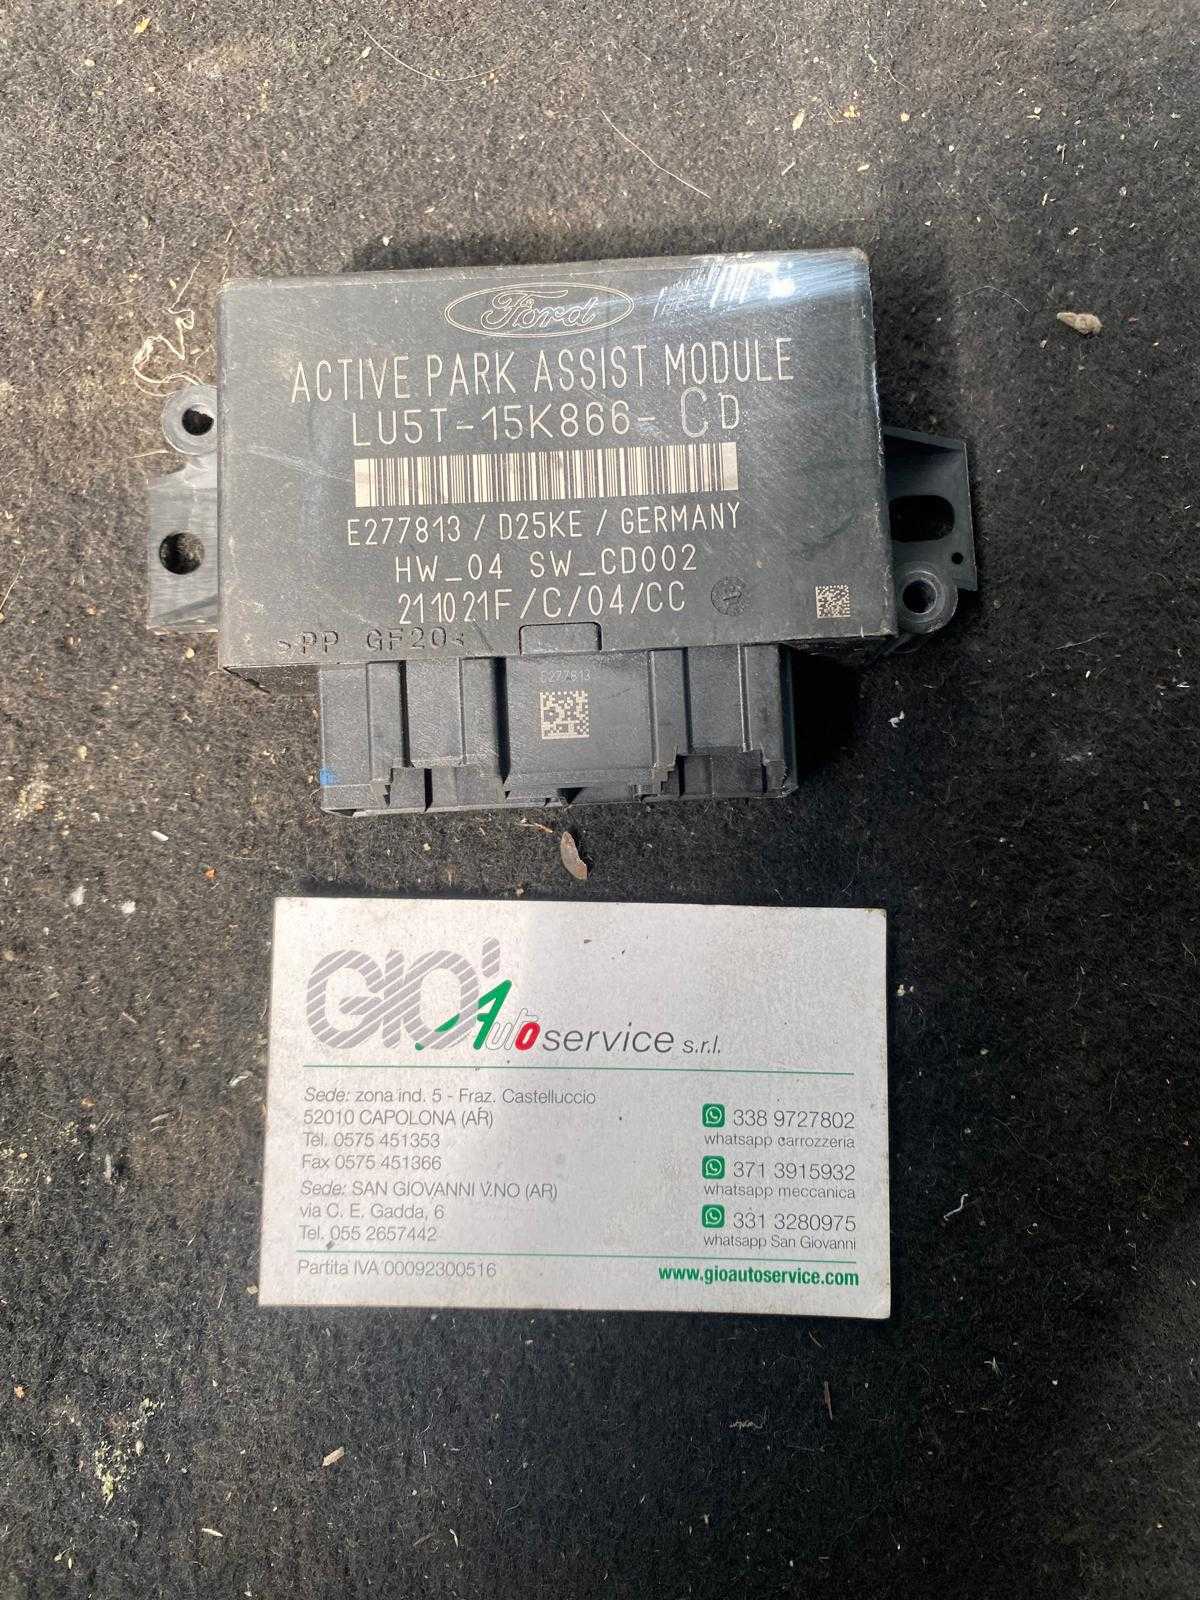 Ford
ACTIVE PARK ASSIST MODULE
LU5T-15K866-CD
E277813 / D25KE / GERMANY
HW_04 SW_CD002
211021F/C/04/CC
>PP GF20<
E277813
GIO' Auto service s.r.l.
Sede: zona ind. 5 - Fraz. Castelluccio
52010 CAPOLONA (AR)
Tel. 0575 451353
Fax 0575 451366
Sede: SAN GIOVANNI V.NO (AR)
via C. E. Gadda, 6
Tel. 055 2657442
338 9727802
whatsapp carrozzeria
371 3915932
whatsapp meccanica
331 3280975
whatsapp San Giovanni
Partita IVA 00092300516
www.gioautoservice.com